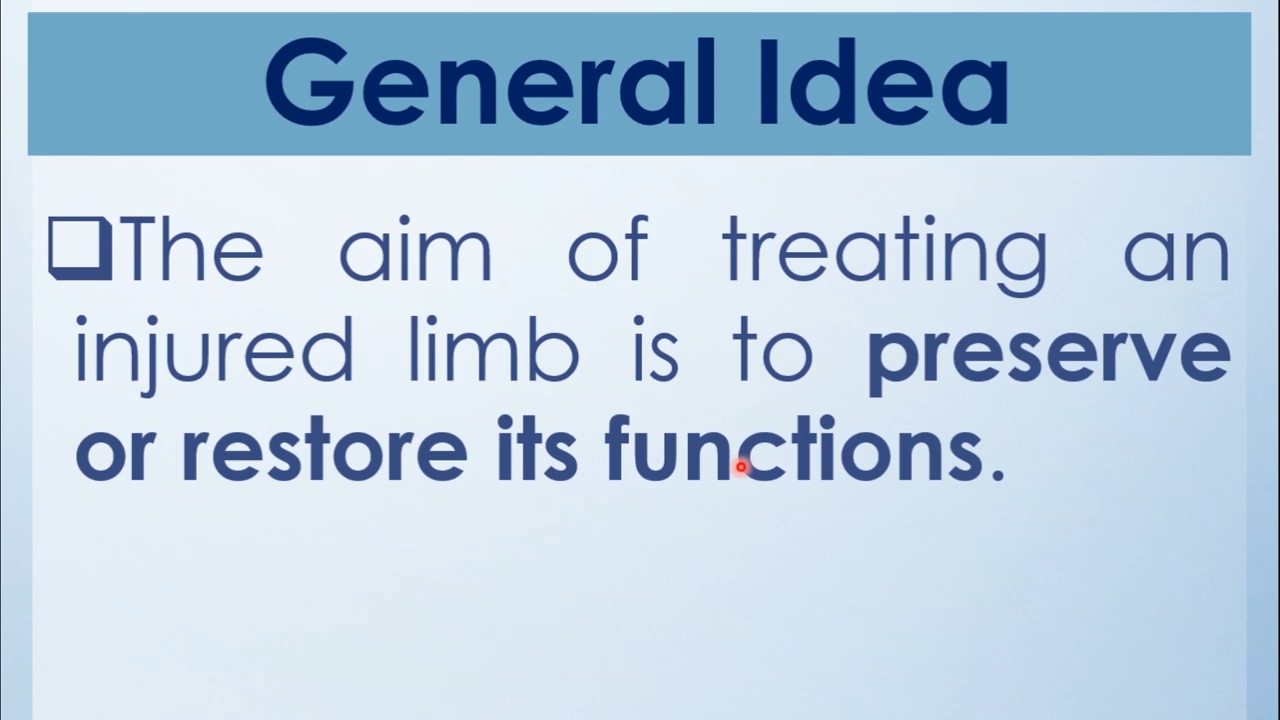 General Idea
❑The aim of treating an
injured limb is to preserve
or restore its functions.